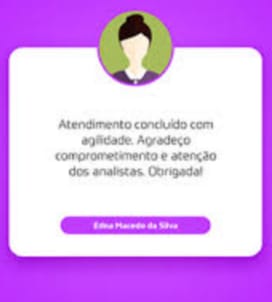 Atendimento concluído com
agilidade. Agradeço
comprometimento e atenção
dos analistas. Obrigada!
Edna Macedo da Silva